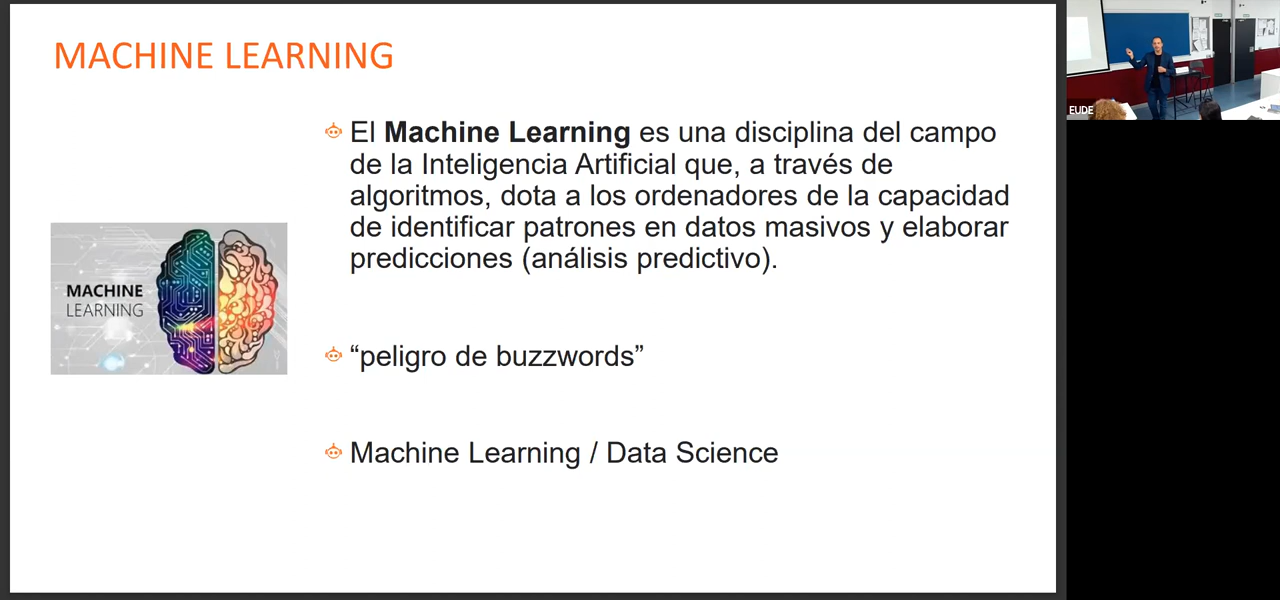 MACHINE LEARNING
El Machine Learning es una disciplina del campo
de la Inteligencia Artificial que, a través de
algoritmos, dota a los ordenadores de la capacidad
de identificar patrones en datos masivos y elaborar
predicciones (análisis predictivo).
MACHINE
LEARNING
“peligro de buzzwords”
Machine Learning / Data Science
EUDE